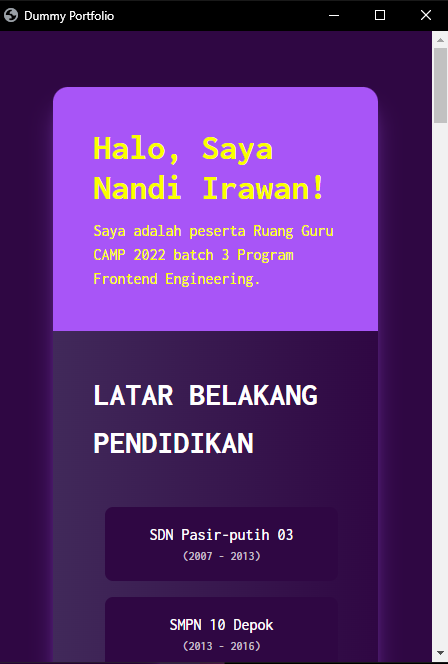 Dummy Portfolio
Halo, Saya
Nandi Irawan!
Saya adalah peserta Ruang Guru
CAMP 2022 batch 3 Program
Frontend Engineering.
LATAR BELAKANG
PENDIDIKAN
SDN Pasir-putih 03
(2007 - 2013)
SMPN 10 Depok
(2013 - 2016)